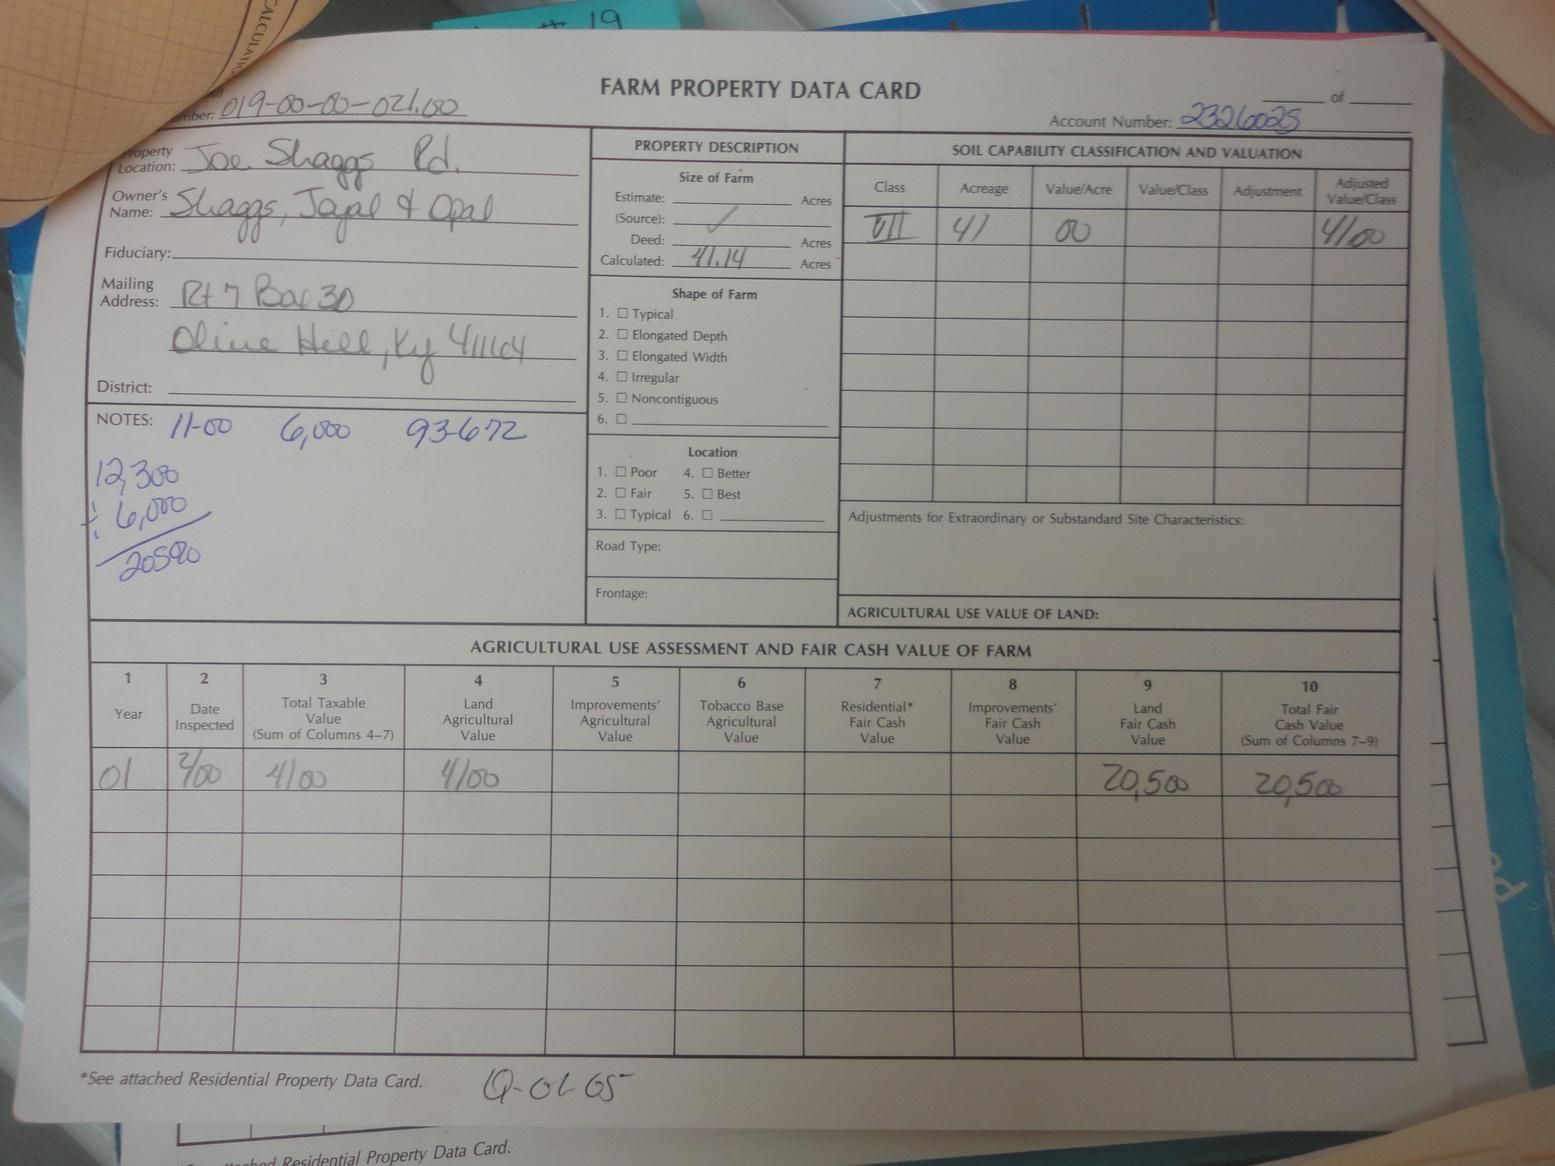 # 19
CALCULATIO
FARM PROPERTY DATA CARD
of
mber: 019-00-00-021.00
Account Number: 2326025
Property
Location: Joe Skaggs Rd.
Owner's
Name: Skaggs, & Opal
Fiduciary:
Mailing
Address: Rt 7 Box 30
Olive Hill, Ky 41164
District:
NOTES: 11-00 6,000 93-672
12,300
6,000
PROPERTY DESCRIPTION
Size of Farm
Estimate: Acres
(Source):
Deed: Acres
Calculated: 41.14 Acres
Shape of Farm
1. ☐ Typical
2. ☐ Elongated Depth
3. ☐ Elongated Width
4. ☐ Irregular
5. ☐ Noncontiguous
6. ☐
Location
1. ☐ Poor 4. ☐ Better
2. ☐ Fair 5. ☐ Best
3. ☐ Typical 6. ☐
Road Type:
Frontage:
SOIL CAPABILITY CLASSIFICATION AND VALUATION
Class Acreage Value/Acre Value/Class Adjustment Adjusted Value/Class
VII 41 00 4100
Adjustments for Extraordinary or Substandard Site Characteristics:
AGRICULTURAL USE VALUE OF LAND:
AGRICULTURAL USE ASSESSMENT AND FAIR CASH VALUE OF FARM
1 2 3 4 5 6 7 8 9 10
Year Date Inspected Total Taxable Value (Sum of Columns 4–7) Land Agricultural Value Improvements' Agricultural Value Tobacco Base Agricultural Value Residential* Fair Cash Value Improvements' Fair Cash Value Land Fair Cash Value Total Fair Cash Value (Sum of Columns 7–9)
01 2/00 4100 4100 20,500 20,500
*See attached Residential Property Data Card.
attached Residential Property Data Card.